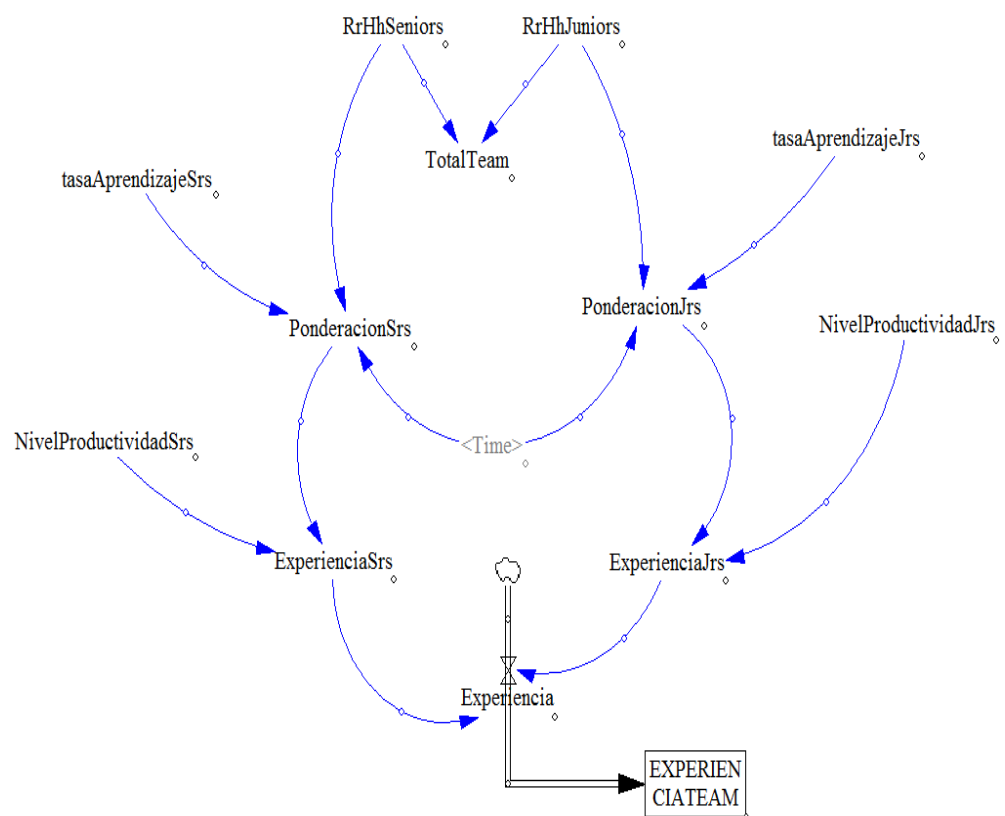 RrHhSeniors
RrHhJuniors
TotalTeam
tasaAprendizajeJrs
tasaAprendizajeSrs
PonderacionJrs
PonderacionSrs
NivelProductividadJrs
NivelProductividadSrs
<Time>
ExperienciaSrs
ExperienciaJrs
Experiencia
EXPERIEN
CIATEAM